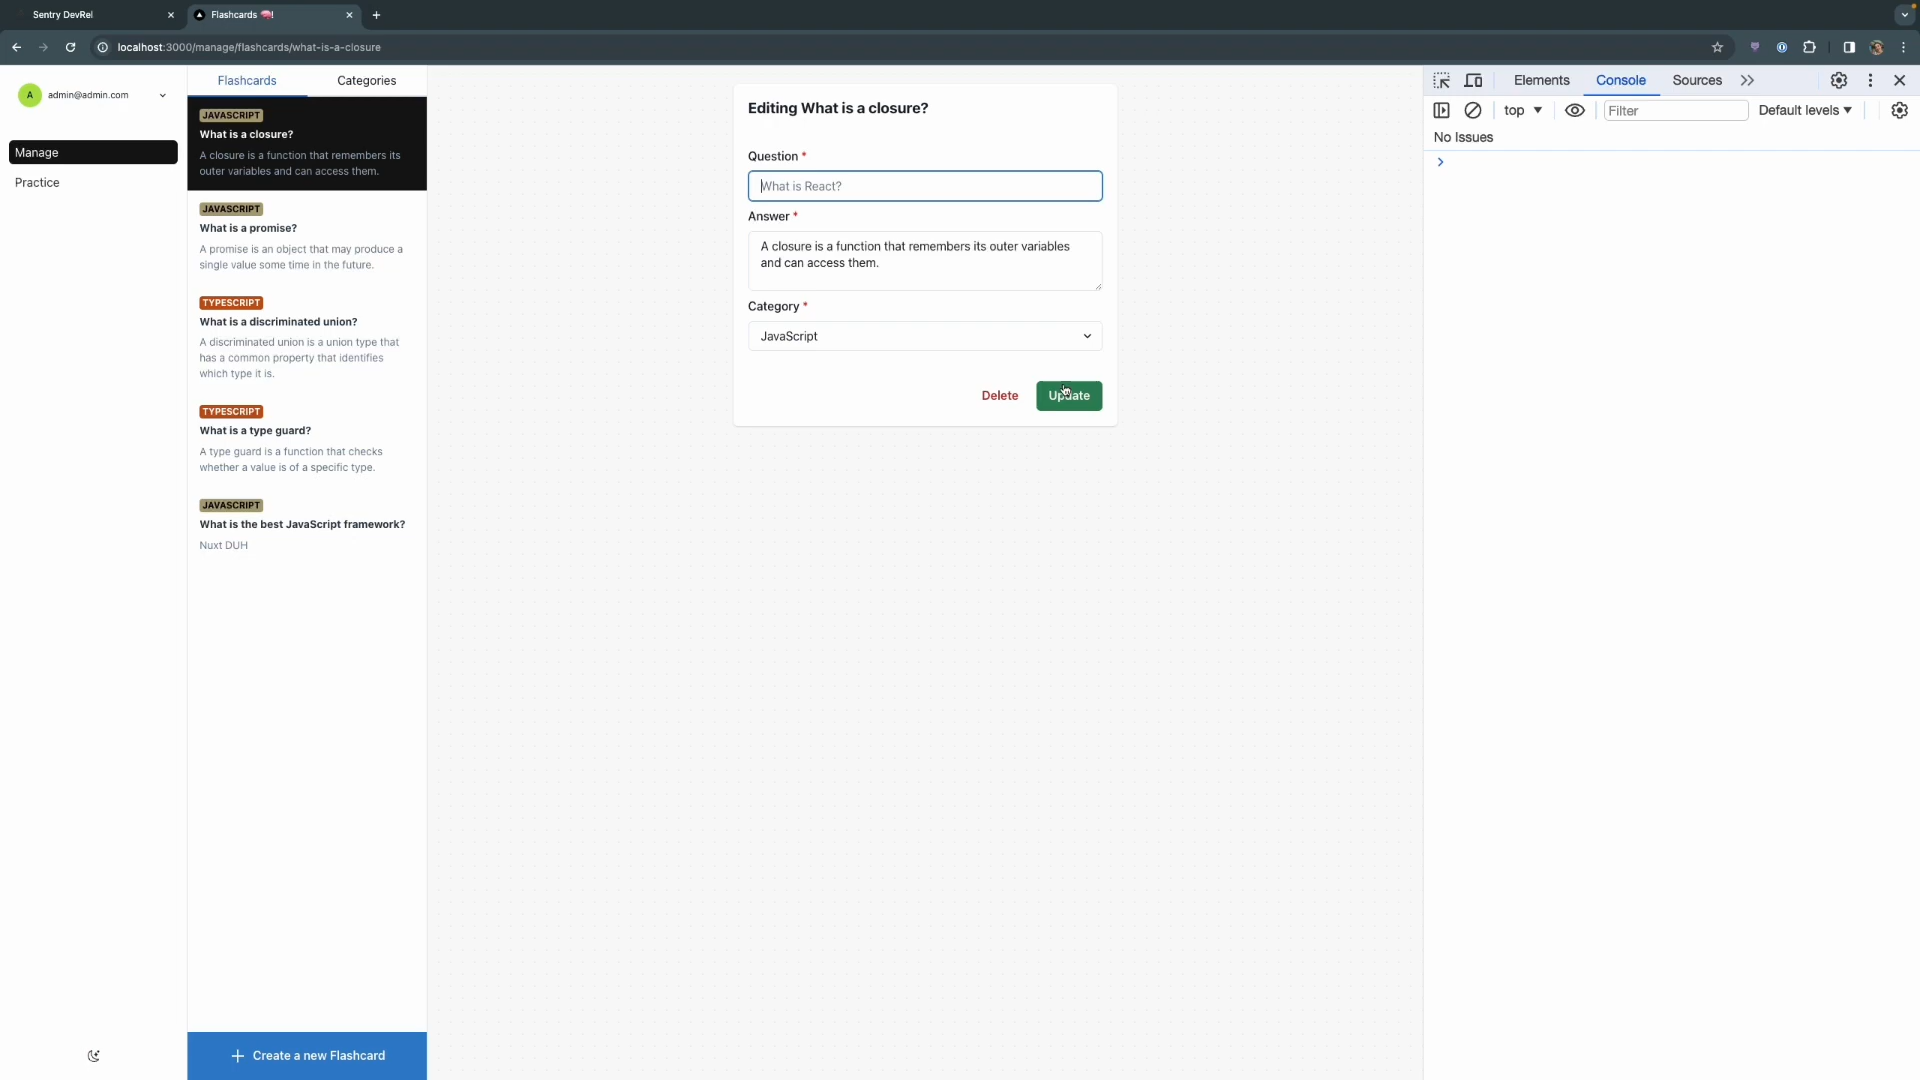 Sentry DevRel
Flashcards 🧠!
localhost:3000/manage/flashcards/what-is-a-closure
A
admin@admin.com
Manage
Practice
Flashcards
Categories
JAVASCRIPT
What is a closure?
A closure is a function that remembers its
outer variables and can access them.
JAVASCRIPT
What is a promise?
A promise is an object that may produce a
single value some time in the future.
TYPESCRIPT
What is a discriminated union?
A discriminated union is a union type that
has a common property that identifies
which type it is.
TYPESCRIPT
What is a type guard?
A type guard is a function that checks
whether a value is of a specific type.
JAVASCRIPT
What is the best JavaScript framework?
Nuxt DUH
Create a new Flashcard
Editing What is a closure?
Question *
What is React?
Answer *
A closure is a function that remembers its outer variables
and can access them.
Category *
JavaScript
Delete
Update
Elements
Console
Sources
top
Filter
Default levels
No Issues